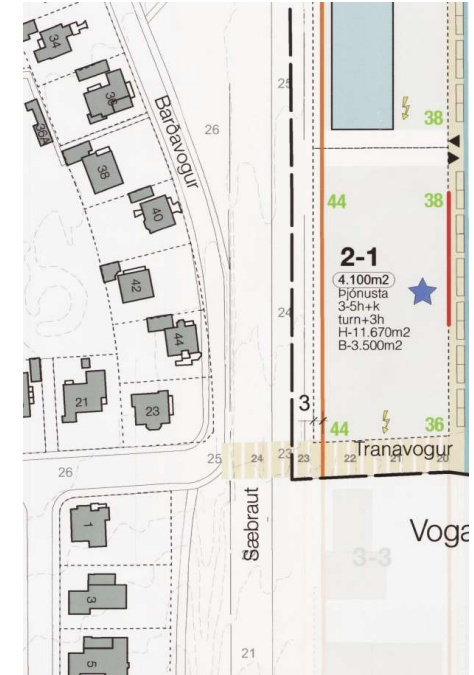 34
36
36A
38
40
42
44
21
23
1
3
5
Barðavogur
26
25
24
26
25
24
23
23
22
21
20
21
38
44
38
2-1
4.100m2
Þjónusta
3-5h+k
turn+3h
H-11.670m2
B-3.500m2
3
44
36
Tranavogur
Sæbraut
Voga
3-3